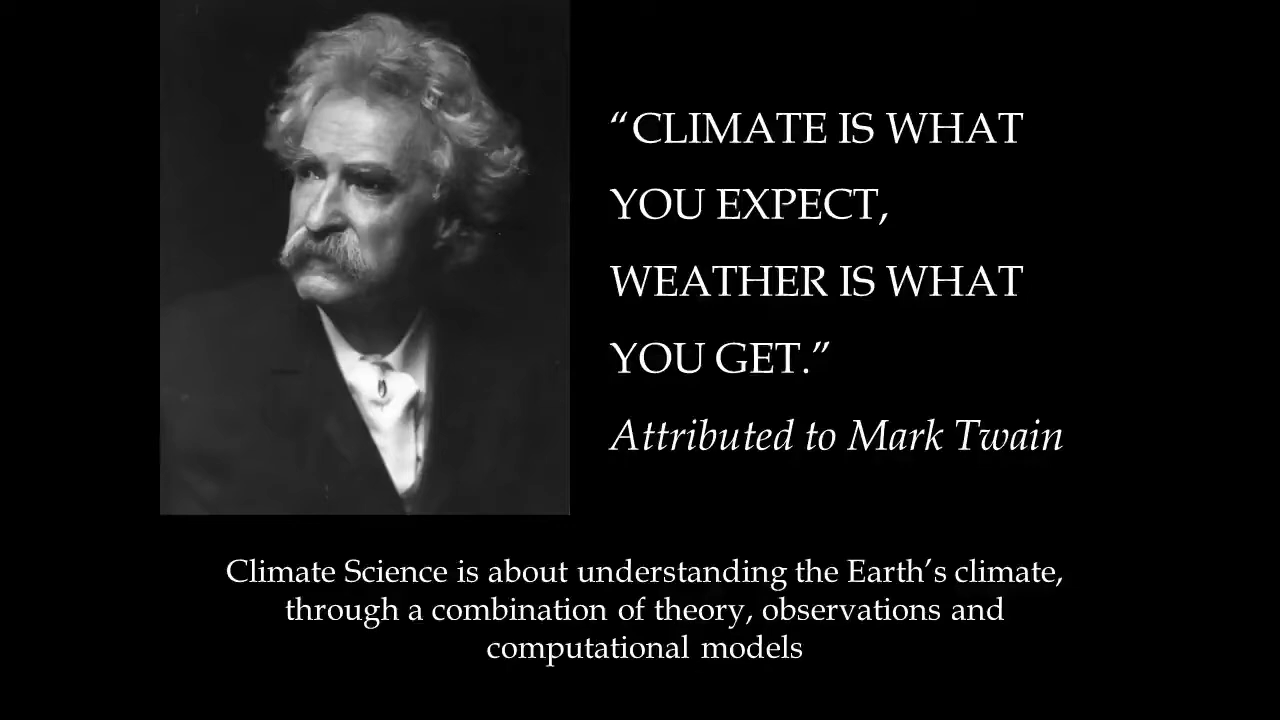 “CLIMATE IS WHAT
YOU EXPECT,
WEATHER IS WHAT
YOU GET.”
Attributed to Mark Twain
Climate Science is about understanding the Earth’s climate,
through a combination of theory, observations and
computational models